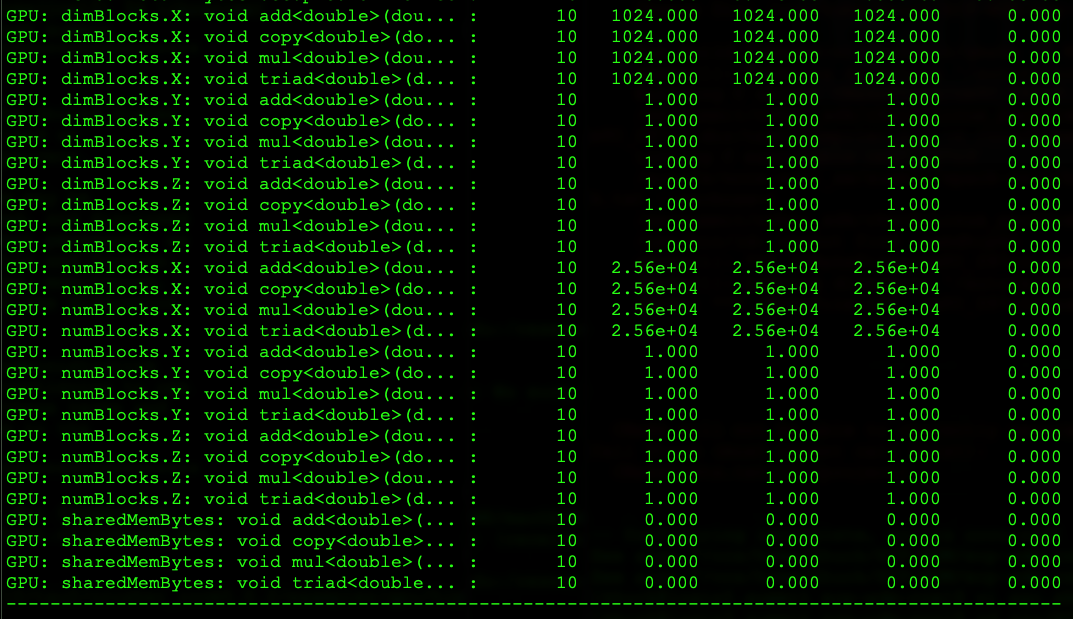 GPU: dimBlocks.X: void add<double>(dou... : 10 1024.000 1024.000 1024.000 0.000
GPU: dimBlocks.X: void copy<double>(do... : 10 1024.000 1024.000 1024.000 0.000
GPU: dimBlocks.X: void mul<double>(dou... : 10 1024.000 1024.000 1024.000 0.000
GPU: dimBlocks.X: void triad<double>(d... : 10 1024.000 1024.000 1024.000 0.000
GPU: dimBlocks.Y: void add<double>(dou... : 10 1.000 1.000 1.000 0.000
GPU: dimBlocks.Y: void copy<double>(do... : 10 1.000 1.000 1.000 0.000
GPU: dimBlocks.Y: void mul<double>(dou... : 10 1.000 1.000 1.000 0.000
GPU: dimBlocks.Y: void triad<double>(d... : 10 1.000 1.000 1.000 0.000
GPU: dimBlocks.Z: void add<double>(dou... : 10 1.000 1.000 1.000 0.000
GPU: dimBlocks.Z: void copy<double>(do... : 10 1.000 1.000 1.000 0.000
GPU: dimBlocks.Z: void mul<double>(dou... : 10 1.000 1.000 1.000 0.000
GPU: dimBlocks.Z: void triad<double>(d... : 10 1.000 1.000 1.000 0.000
GPU: numBlocks.X: void add<double>(dou... : 10 2.56e+04 2.56e+04 2.56e+04 0.000
GPU: numBlocks.X: void copy<double>(do... : 10 2.56e+04 2.56e+04 2.56e+04 0.000
GPU: numBlocks.X: void mul<double>(dou... : 10 2.56e+04 2.56e+04 2.56e+04 0.000
GPU: numBlocks.X: void triad<double>(d... : 10 2.56e+04 2.56e+04 2.56e+04 0.000
GPU: numBlocks.Y: void add<double>(dou... : 10 1.000 1.000 1.000 0.000
GPU: numBlocks.Y: void copy<double>(do... : 10 1.000 1.000 1.000 0.000
GPU: numBlocks.Y: void mul<double>(dou... : 10 1.000 1.000 1.000 0.000
GPU: numBlocks.Y: void triad<double>(d... : 10 1.000 1.000 1.000 0.000
GPU: numBlocks.Z: void add<double>(dou... : 10 1.000 1.000 1.000 0.000
GPU: numBlocks.Z: void copy<double>(do... : 10 1.000 1.000 1.000 0.000
GPU: numBlocks.Z: void mul<double>(dou... : 10 1.000 1.000 1.000 0.000
GPU: numBlocks.Z: void triad<double>(d... : 10 1.000 1.000 1.000 0.000
GPU: sharedMemBytes: void add<double>(... : 10 0.000 0.000 0.000 0.000
GPU: sharedMemBytes: void copy<double>... : 10 0.000 0.000 0.000 0.000
GPU: sharedMemBytes: void mul<double>(... : 10 0.000 0.000 0.000 0.000
GPU: sharedMemBytes: void triad<double... : 10 0.000 0.000 0.000 0.000
------------------------------------------------------------------------------------------------